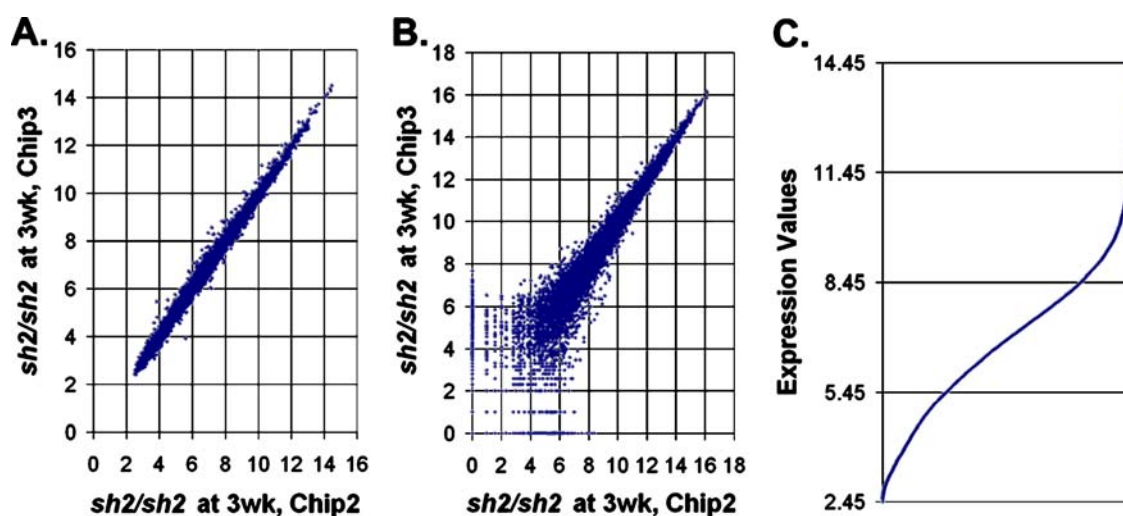 A.
16
14
12
10
8
6
4
2
0
0 2 4 6 8 10 12 14 16
sh2/sh2 at 3wk, Chip3
sh2/sh2 at 3wk, Chip2
B.
18
16
14
12
10
8
6
4
2
0
0 2 4 6 8 10 12 14 16 18
sh2/sh2 at 3wk, Chip3
sh2/sh2 at 3wk, Chip2
C.
14.45
11.45
8.45
5.45
2.45
Expression Values